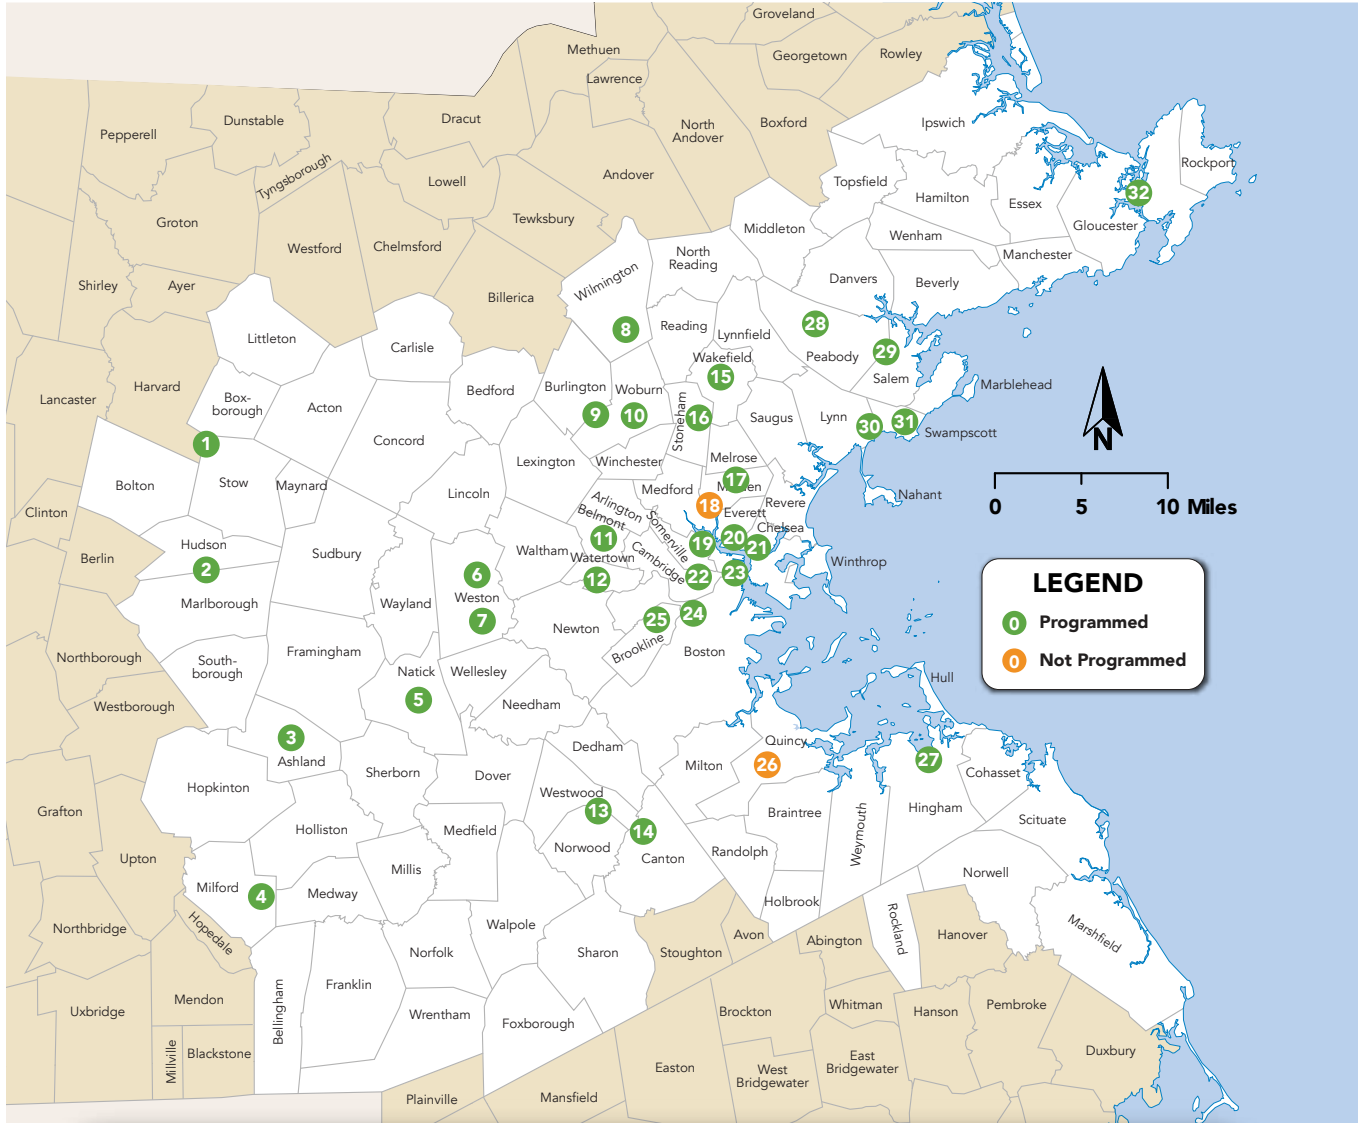 Groveland
Methuen
Georgetown
Rowley
Lawrence
Pepperell
Dunstable
Dracut
North
Andover
Boxford
Ipswich
Tyngsborough
Lowell
Andover
Topsfield
Rockport
Hamilton
32
Essex
Groton
Westford
Chelmsford
Tewksbury
Middleton
Wenham
Gloucester
Manchester
North
Reading
Shirley
Ayer
Billerica
Wilmington
Danvers
Beverly
Littleton
Carlisle
8
Reading
Lynnfield
28
Peabody
29
Salem
Wakefield
15
Harvard
Lancaster
Box-
borough
Acton
Bedford
Burlington
Woburn
9
10
Stoneham
16
Saugus
Lynn
30
31
Marblehead
Swampscott
1
Concord
Lexington
Winchester
Melrose
N
Bolton
Stow
Maynard
Lincoln
Medford
17
Malden
Revere
Nahant
0
5
10 Miles
Clinton
Arlington
Belmont
18
Everett
Chelsea
Berlin
Hudson
2
Marlborough
Sudbury
Waltham
11
Watertown
12
Somerville
Cambridge
19
20
21
22
23
Winthrop
LEGEND
0 Programmed
0 Not Programmed
6
Weston
7
Wayland
Newton
25
24
Brookline
Boston
Northborough
South-
borough
Framingham
Natick
5
Wellesley
Needham
Hull
Westborough
3
Ashland
Dedham
Quincy
26
Milton
27
Cohasset
Hingham
Hopkinton
Sherborn
Dover
Westwood
13
14
Norwood
Canton
Braintree
Weymouth
Scituate
Grafton
Holliston
Medfield
Randolph
Upton
Milford
4
Medway
Millis
Norwell
Holbrook
Northbridge
Hopedale
Walpole
Norfolk
Sharon
Stoughton
Avon
Abington
Rockland
Hanover
Marshfield
Uxbridge
Mendon
Bellingham
Franklin
Wrentham
Foxborough
Brockton
Whitman
Hanson
Pembroke
Millville
Blackstone
Easton
West
Bridgewater
East
Bridgewater
Duxbury
Plainville
Mansfield